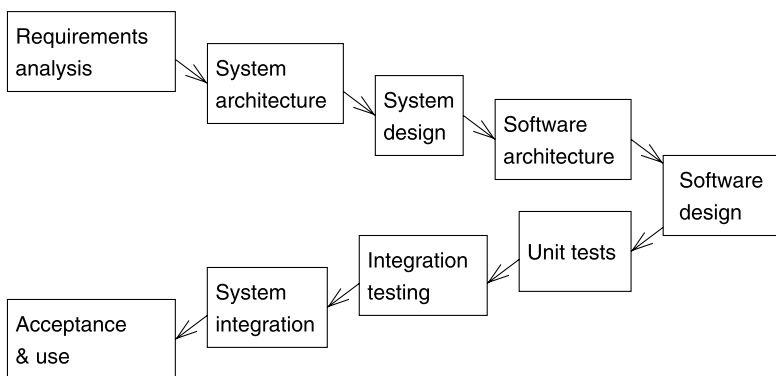 Requirements
analysis
System
architecture
System
design
Software
architecture
Software
design
Unit tests
Integration
testing
System
integration
Acceptance
& use